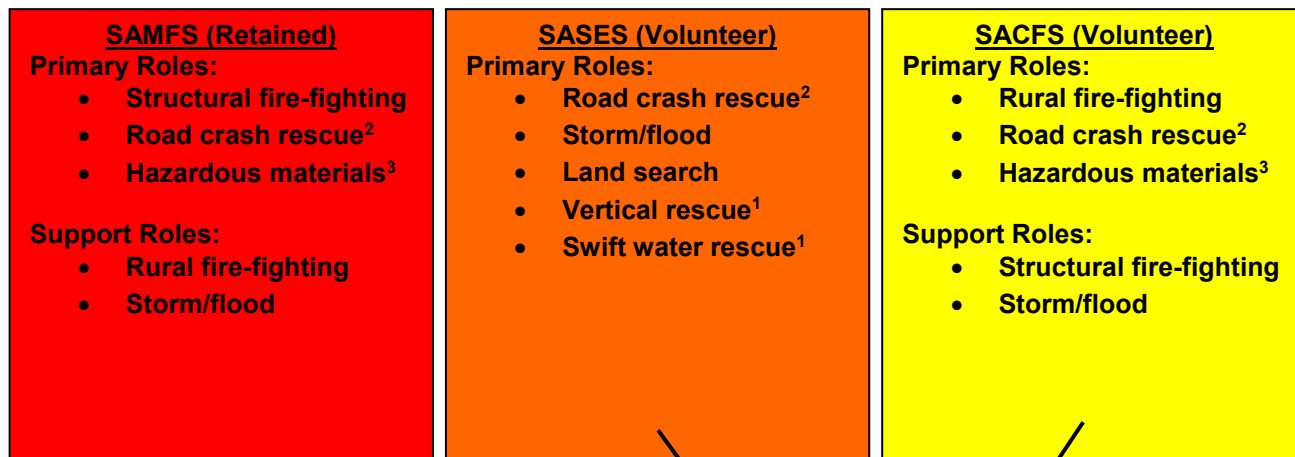 SAMFS (Retained)
Primary Roles:
• Structural fire-fighting
• Road crash rescue²
• Hazardous materials³
Support Roles:
• Rural fire-fighting
• Storm/flood
SASES (Volunteer)
Primary Roles:
• Road crash rescue²
• Storm/flood
• Land search
• Vertical rescue¹
• Swift water rescue¹
SACFS (Volunteer)
Primary Roles:
• Rural fire-fighting
• Road crash rescue²
• Hazardous materials³
Support Roles:
• Structural fire-fighting
• Storm/flood